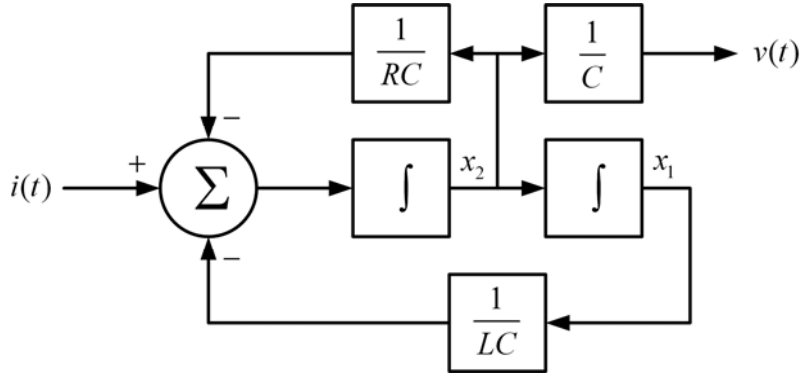 1/RC
1/C
v(t)
−
i(t)
+
Σ
∫
x₂
∫
x₁
−
1/LC